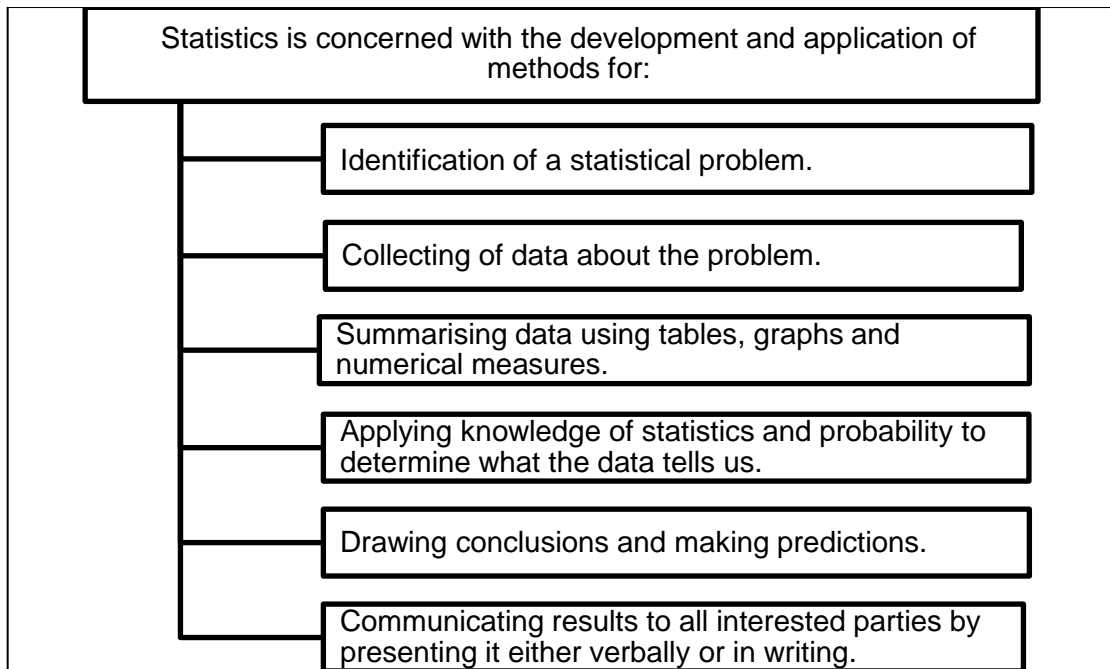 Statistics is concerned with the development and application of
methods for:
Identification of a statistical problem.
Collecting of data about the problem.
Summarising data using tables, graphs and
numerical measures.
Applying knowledge of statistics and probability to
determine what the data tells us.
Drawing conclusions and making predictions.
Communicating results to all interested parties by
presenting it either verbally or in writing.